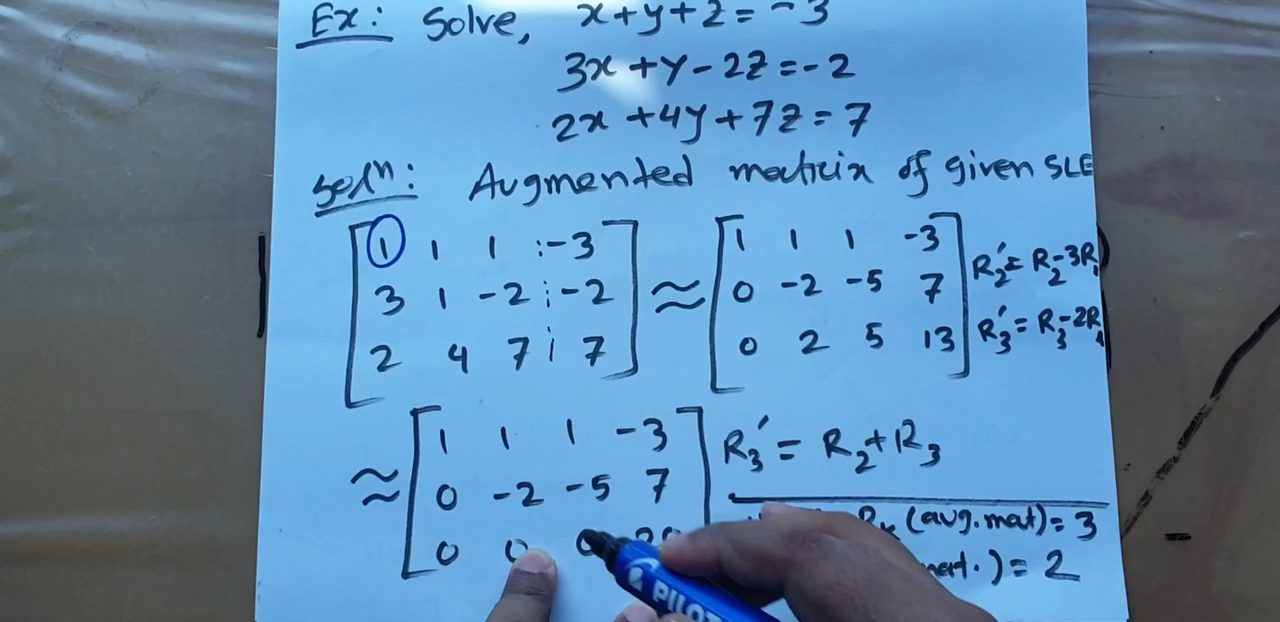 Ex: Solve, x+y+z=-3
3x+y-2z=-2
2x+4y+7z=7
Solⁿ: Augmented matrix of given SLE
1 1 1 :-3 ≈ 1 1 1 -3
3 1 -2 : -2 0 -2 -5 7 R₂′= R₂-3R₁
2 4 7 : 7 0 2 5 13 R₃′= R₃-2R₁
≈ 1 1 1 -3 R₃′ = R₂+R₃
0 -2 -5 7
(aug.mat)=3
0 0 0 20
)=2
PILOT